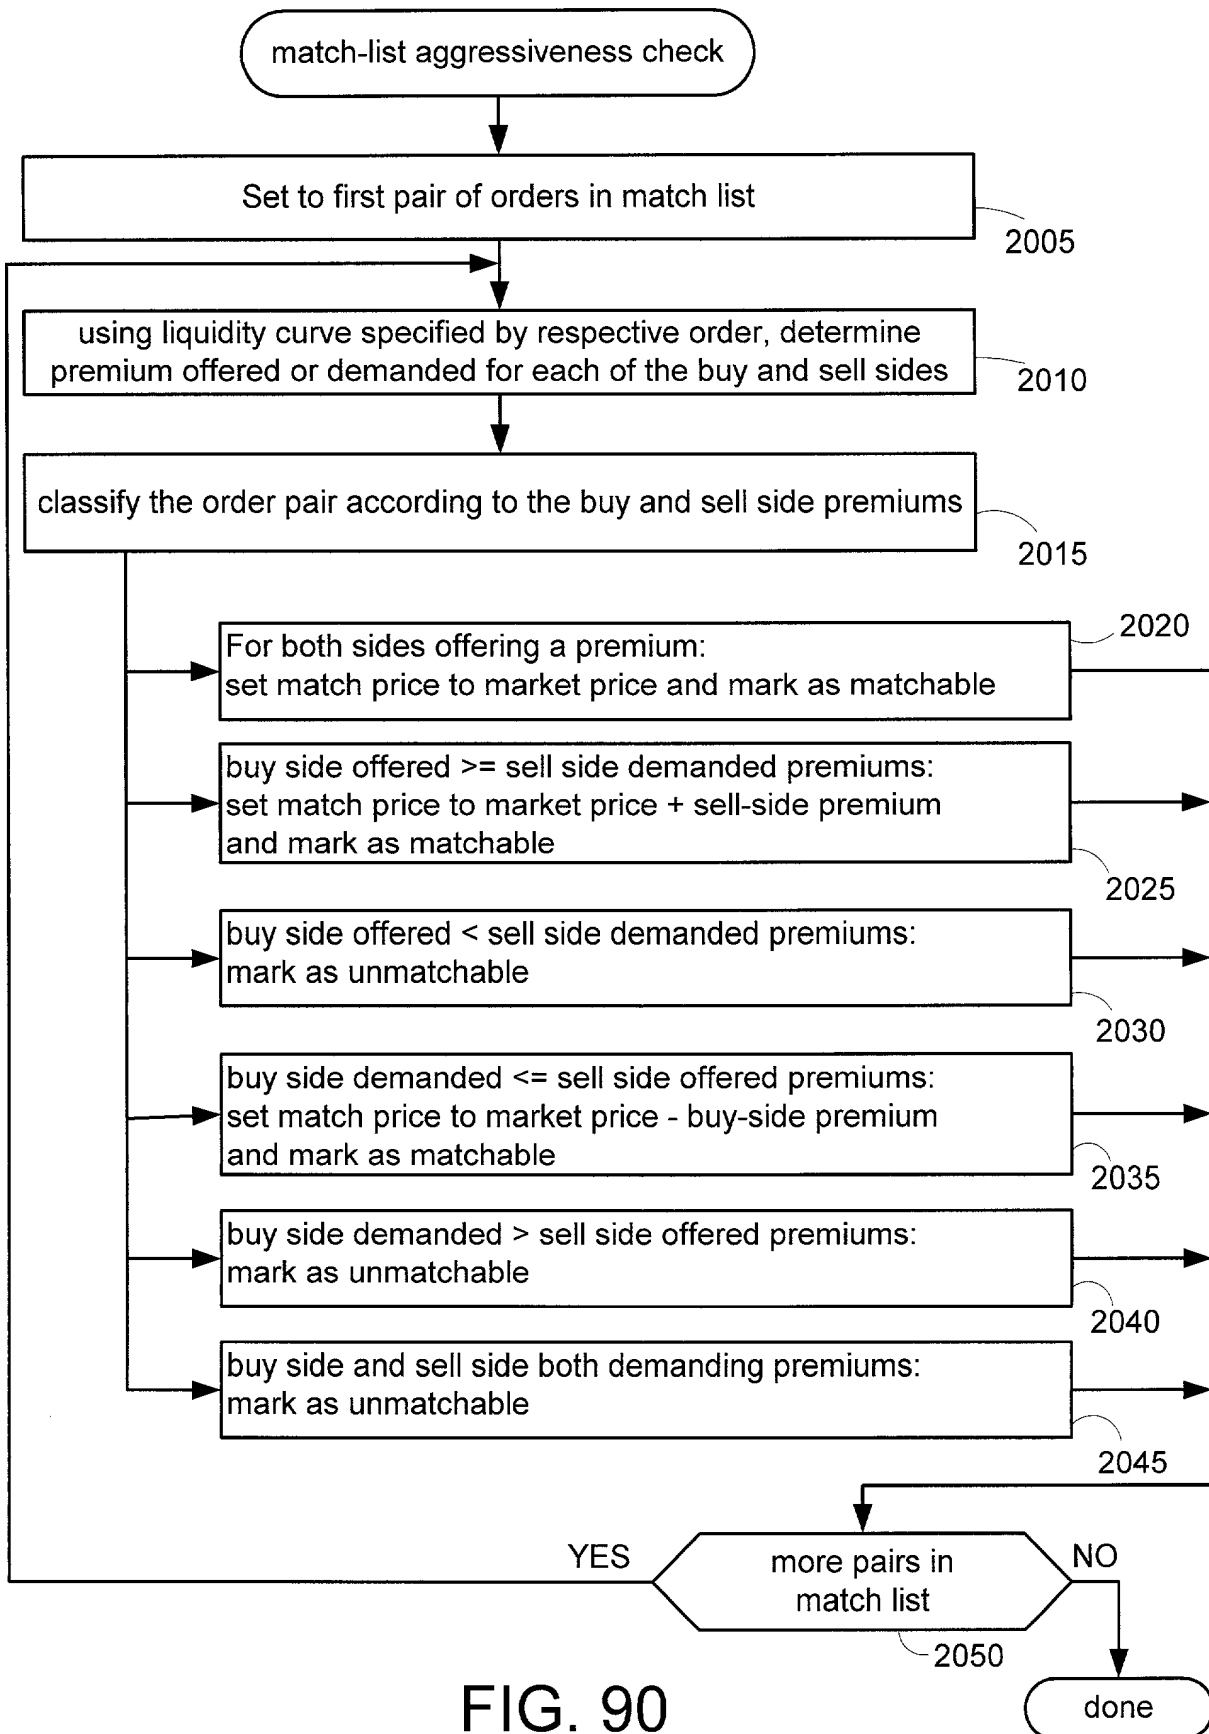 match-list aggressiveness check
Set to first pair of orders in match list
2005
using liquidity curve specified by respective order, determine
premium offered or demanded for each of the buy and sell sides
2010
classify the order pair according to the buy and sell side premiums
2015
2020
For both sides offering a premium:
set match price to market price and mark as matchable
buy side offered >= sell side demanded premiums:
set match price to market price + sell-side premium
and mark as matchable
2025
buy side offered < sell side demanded premiums:
mark as unmatchable
2030
buy side demanded <= sell side offered premiums:
set match price to market price - buy-side premium
and mark as matchable
2035
buy side demanded > sell side offered premiums:
mark as unmatchable
2040
buy side and sell side both demanding premiums:
mark as unmatchable
2045
YES
more pairs in
match list
NO
2050
done
FIG. 90